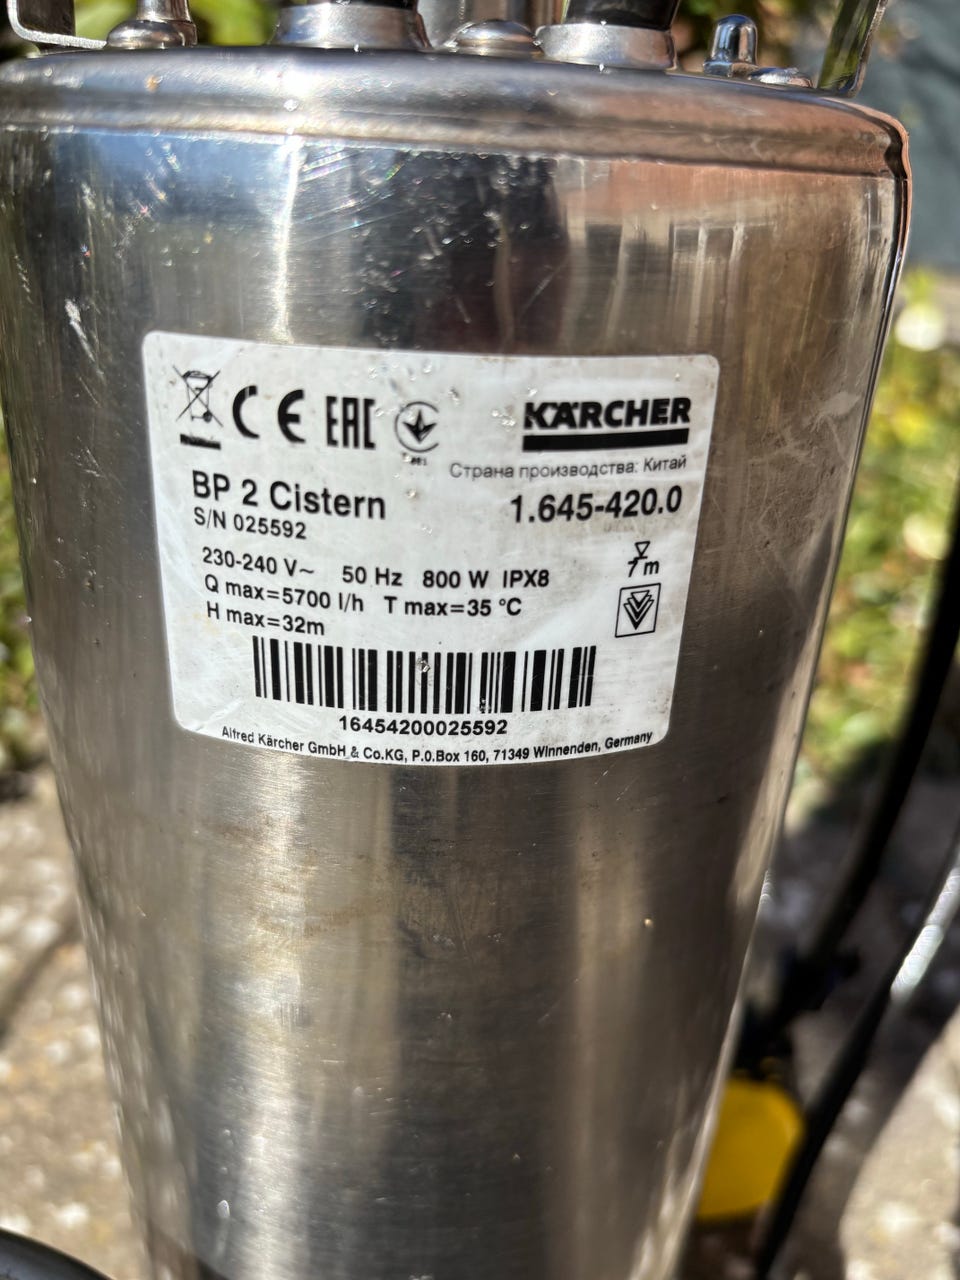 CE EAC
KÄRCHER
Страна производства: Китай
BP 2 Cistern
1.645-420.0
S/N 025592
230-240 V~ 50 Hz 800 W IPX8
Q max=5700 l/h T max=35 °C
H max=32m
7m
16454200025592
Alfred Kärcher GmbH & Co.KG, P.O.Box 160, 71349 Winnenden, Germany